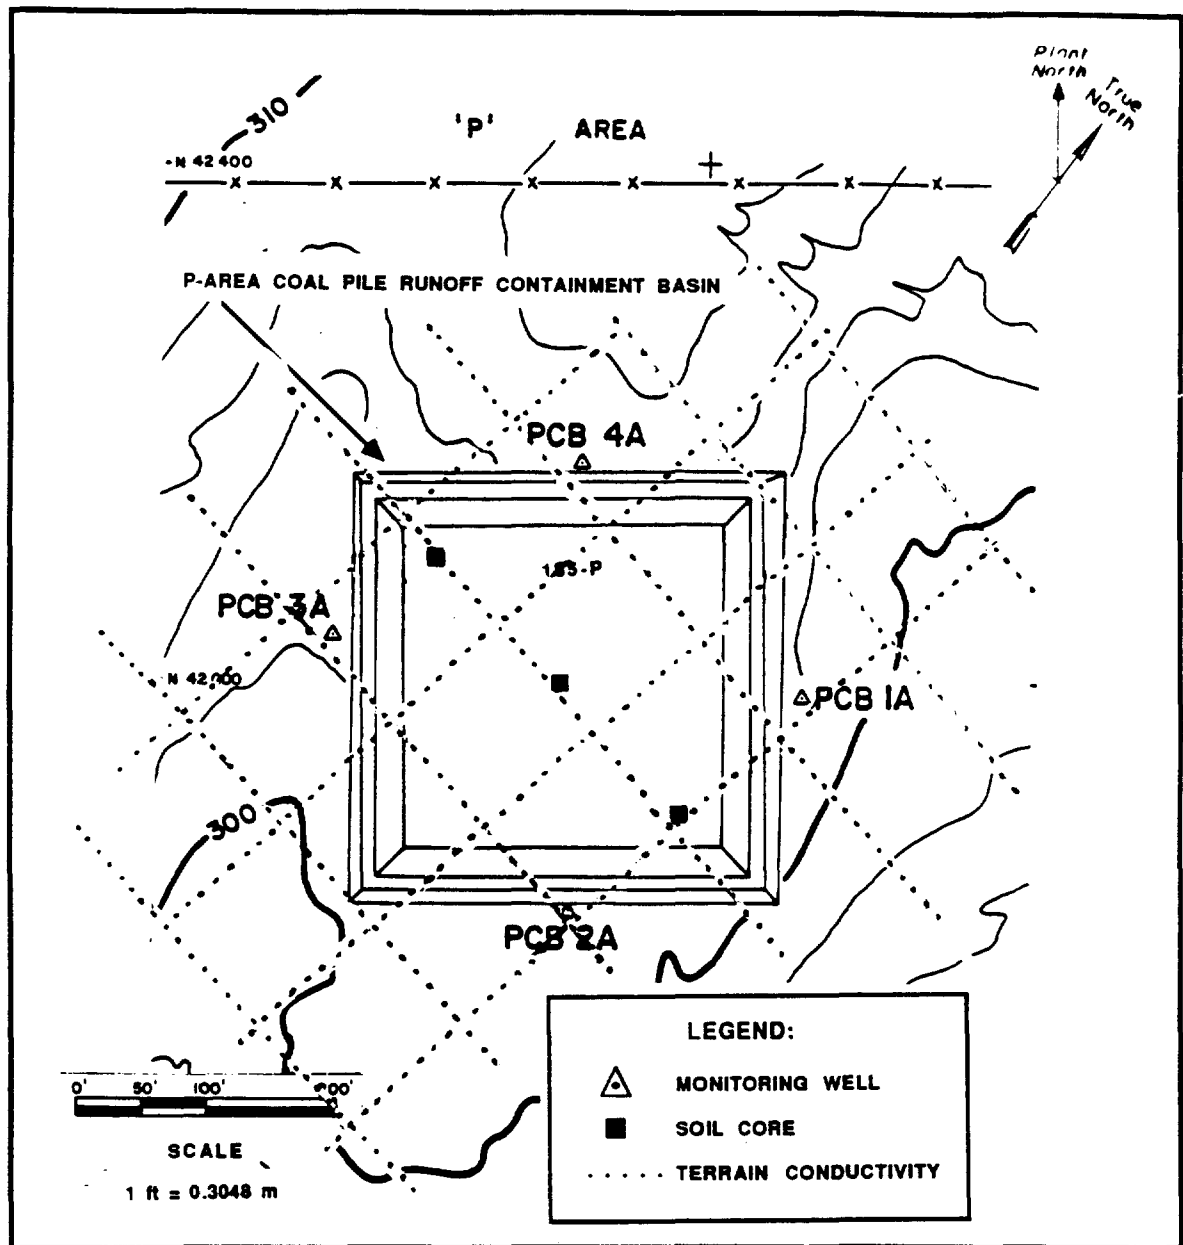 Plant
North
True
North
310
'P' AREA
N 42 400
P-AREA COAL PILE RUNOFF CONTAINMENT BASIN
PCB 4A
PCB 3A
PCB 1A
300
PCB 2A
LEGEND:
MONITORING WELL
SOIL CORE
TERRAIN CONDUCTIVITY
0' 50' 100'
SCALE
1 ft = 0.3048 m